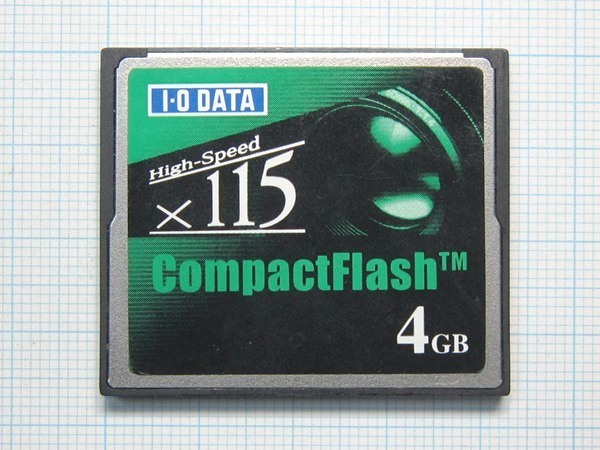 I-O DATA
High-Speed
×115
CompactFlash™
4GB